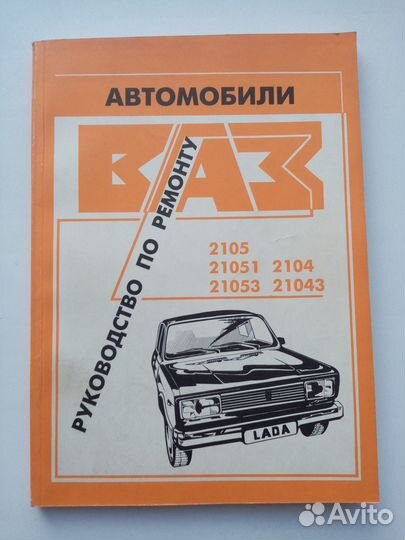 АВТОМОБИЛИ
ВАЗ
РУКОВОДСТВО ПО РЕМОНТУ
2105
21051 2104
21053 21043
LADA
Avito